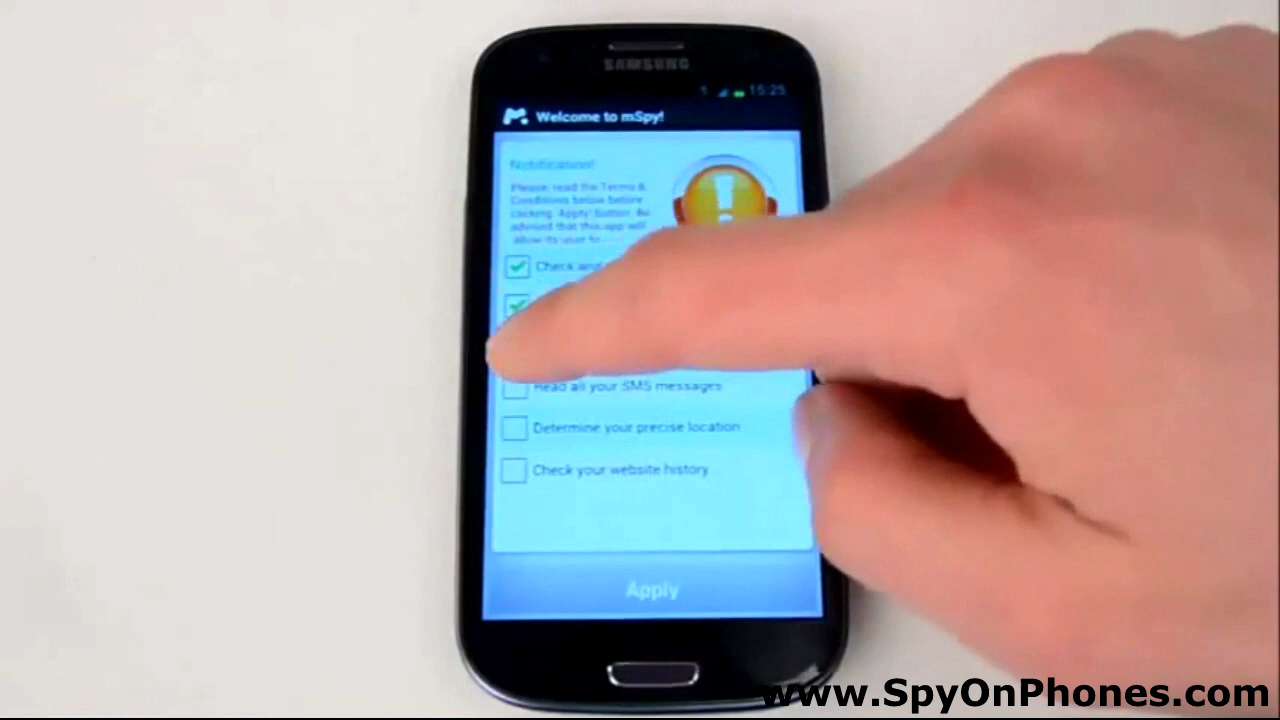 SAMSUNG
15:25
Welcome to mSpy!
Notification!
Please, read the Terms &
Conditions below before
clicking 'Apply' button. Be
advised that this app will
allow its user to
Check and
Read all your SMS messages
Determine your precise location
Check your website history
Apply
www.SpyOnPhones.com